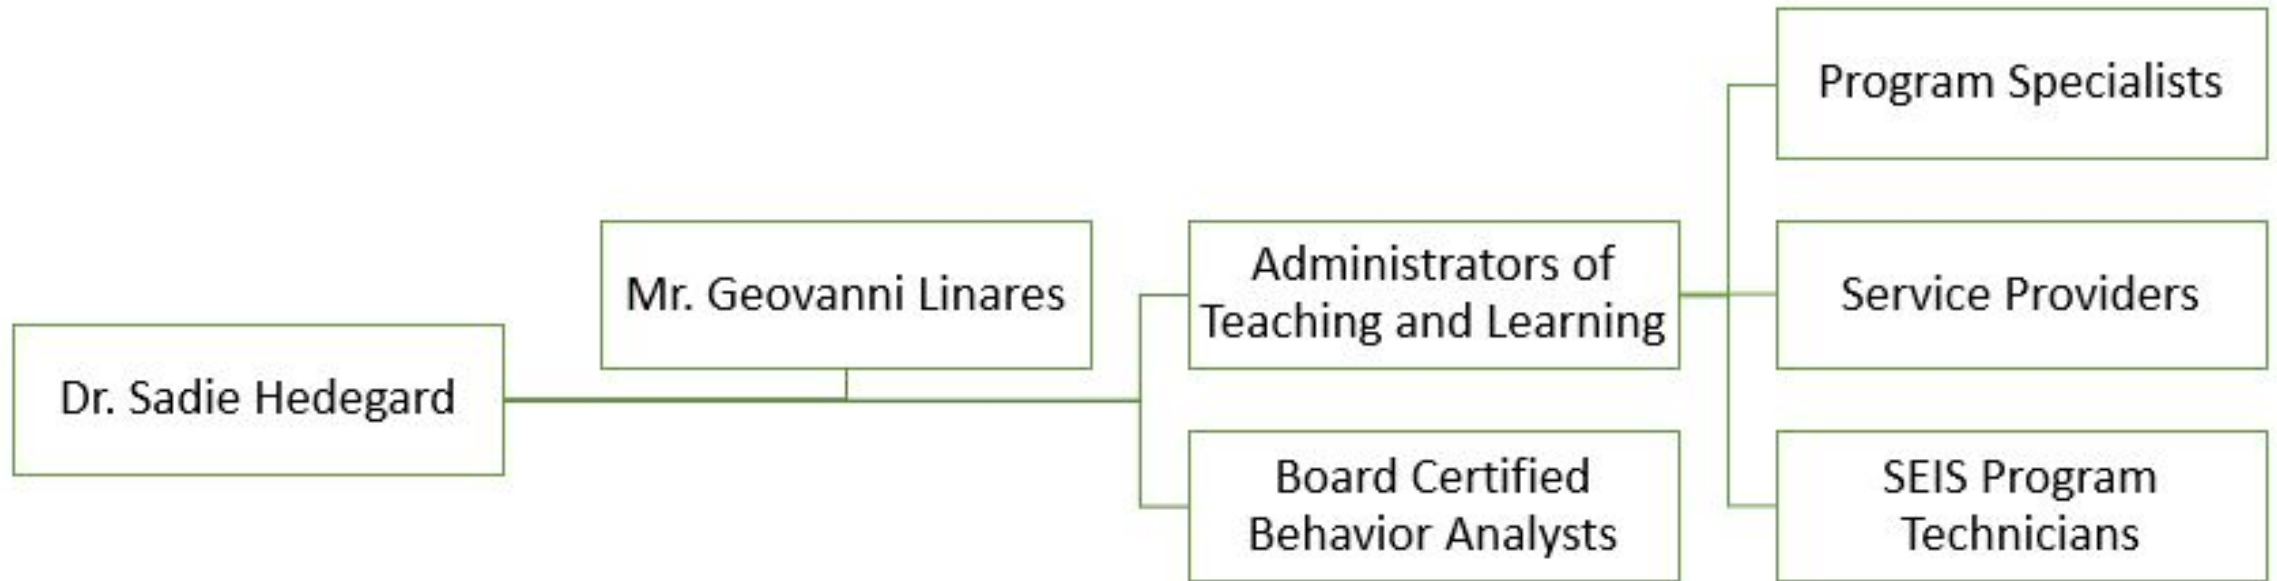 Dr. Sadie Hedegard
Mr. Geovanni Linares
Administrators of
Teaching and Learning
Board Certified
Behavior Analysts
Program Specialists
Service Providers
SEIS Program
Technicians